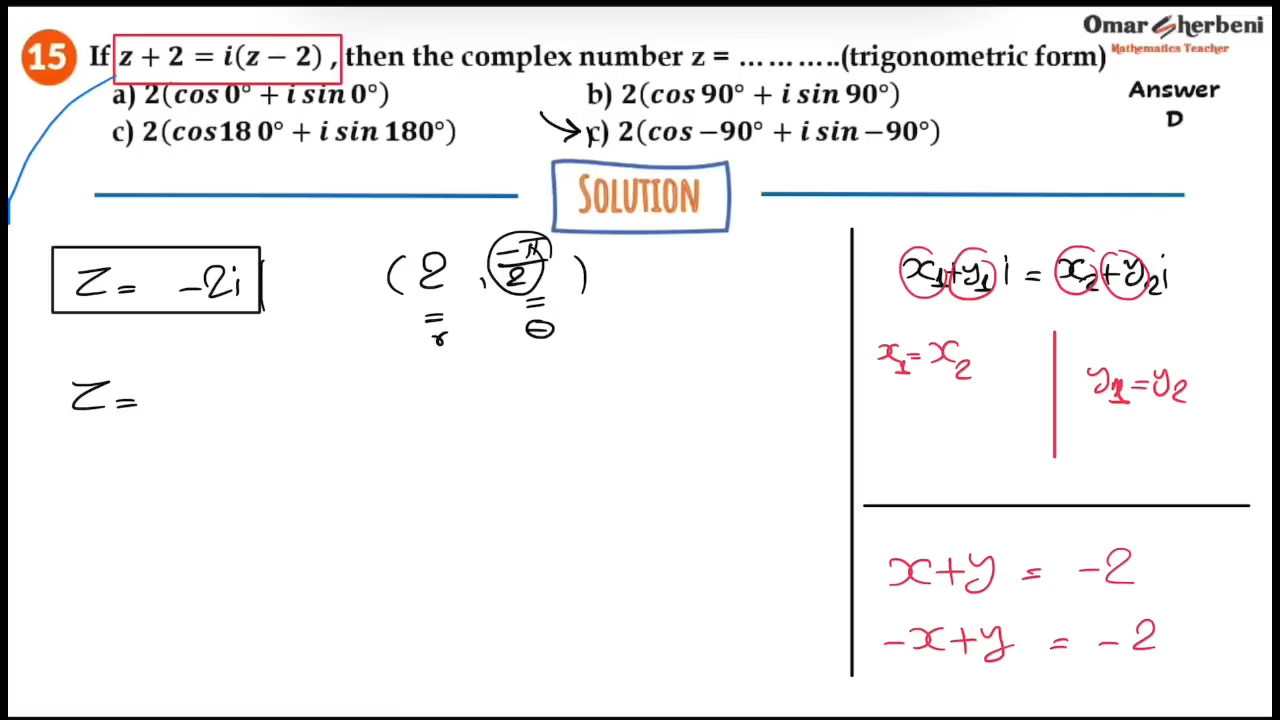 Omar Sherbeni
Mathematics Teacher
15 If z + 2 = i(z − 2) , then the complex number z = ………..(trigonometric form)
a) 2(cos 0° + i sin 0°) b) 2(cos 90° + i sin 90°)
Answer
D
c) 2(cos18 0° + i sin 180°) c) 2(cos −90° + i sin −90°)
SOLUTION
Z = -2i (2 , -π/2)
= =
r θ
Z =
x₁+y₁ i = x₂+y₂ i
x₁ = x₂
y₁ = y₂
x+y = -2
-x+y = -2